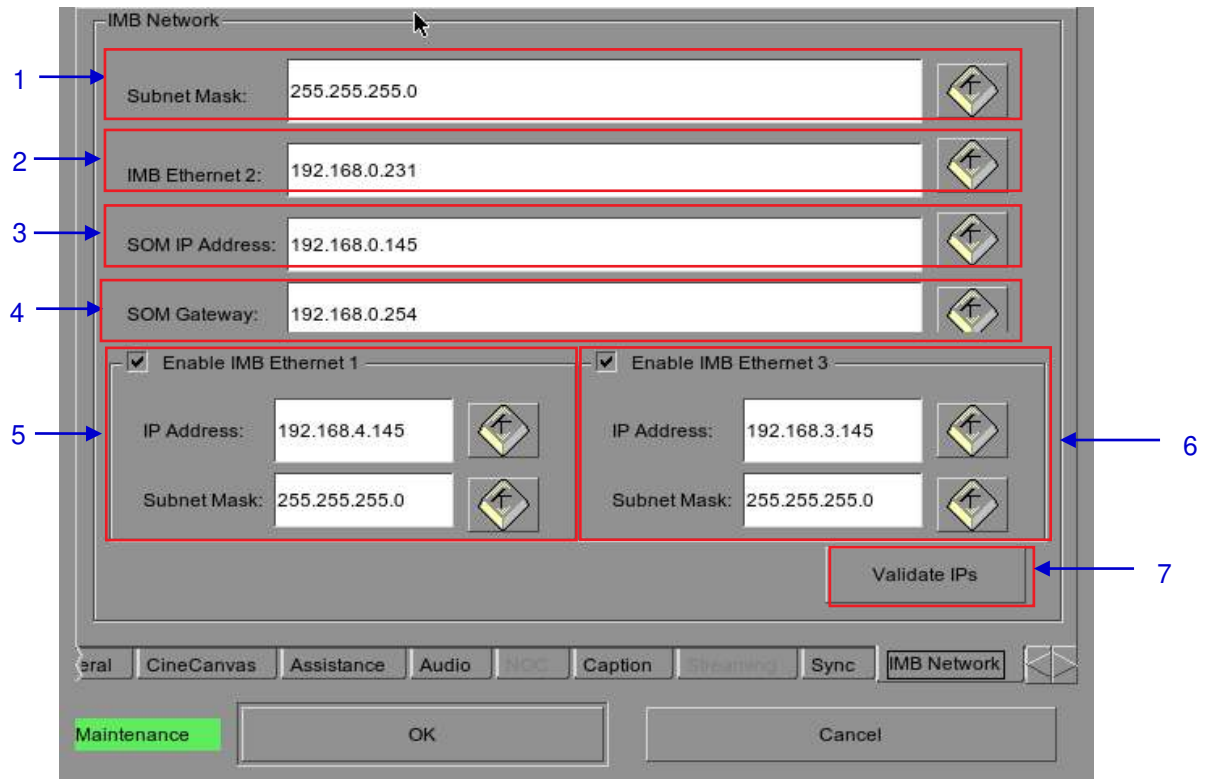 IMB Network
1
Subnet Mask: 255.255.255.0
2
IMB Ethernet 2: 192.168.0.231
3
SOM IP Address: 192.168.0.145
4
SOM Gateway: 192.168.0.254
Enable IMB Ethernet 1
Enable IMB Ethernet 3
5
IP Address: 192.168.4.145
IP Address: 192.168.3.145
6
Subnet Mask: 255.255.255.0
Subnet Mask: 255.255.255.0
Validate IPs
7
eral CineCanvas Assistance Audio NOC Caption Streaming Sync IMB Network
Maintenance
OK
Cancel